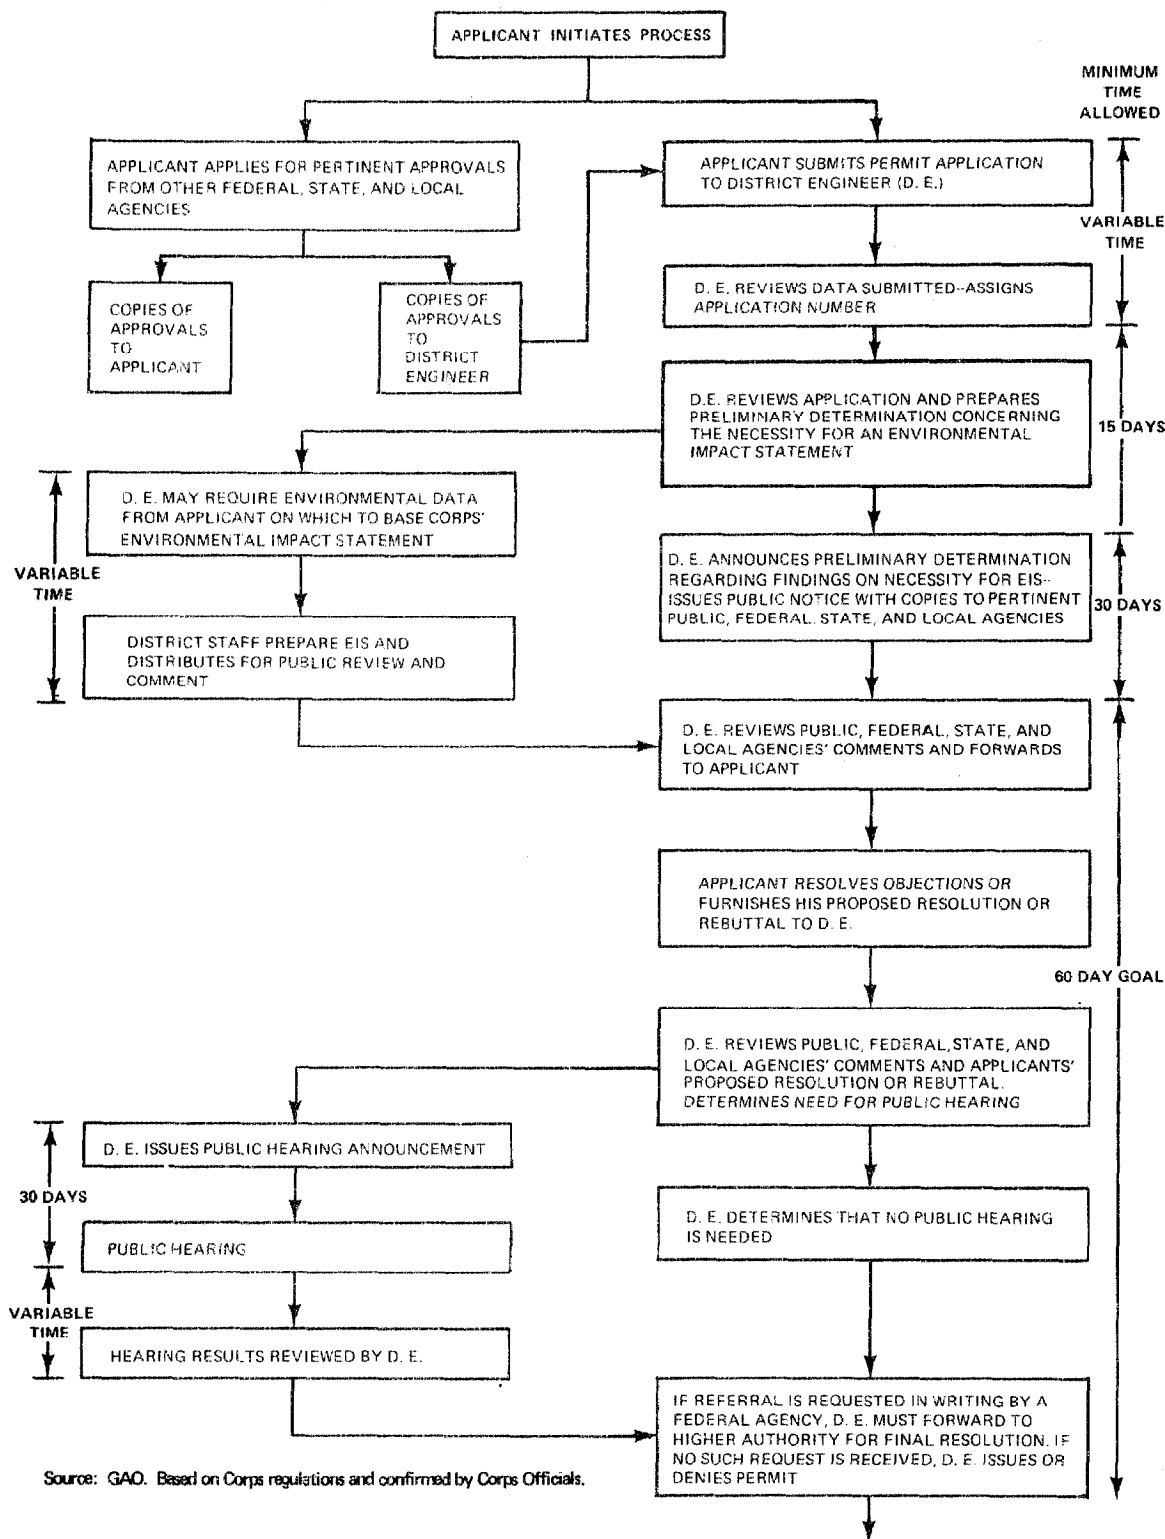 APPLICANT INITIATES PROCESS
MINIMUM
TIME
ALLOWED
APPLICANT APPLIES FOR PERTINENT APPROVALS
FROM OTHER FEDERAL, STATE, AND LOCAL
AGENCIES
APPLICANT SUBMITS PERMIT APPLICATION
TO DISTRICT ENGINEER (D. E.)
VARIABLE
TIME
COPIES OF
APPROVALS
TO
APPLICANT
COPIES OF
APPROVALS
TO
DISTRICT
ENGINEER
D. E. REVIEWS DATA SUBMITTED--ASSIGNS
APPLICATION NUMBER
D.E. REVIEWS APPLICATION AND PREPARES
PRELIMINARY DETERMINATION CONCERNING
THE NECESSITY FOR AN ENVIRONMENTAL
IMPACT STATEMENT
15 DAYS
D. E. MAY REQUIRE ENVIRONMENTAL DATA
FROM APPLICANT ON WHICH TO BASE CORPS'
ENVIRONMENTAL IMPACT STATEMENT
VARIABLE
TIME
D. E. ANNOUNCES PRELIMINARY DETERMINATION
REGARDING FINDINGS ON NECESSITY FOR EIS--
ISSUES PUBLIC NOTICE WITH COPIES TO PERTINENT
PUBLIC, FEDERAL. STATE, AND LOCAL AGENCIES
30 DAYS
DISTRICT STAFF PREPARE EIS AND
DISTRIBUTES FOR PUBLIC REVIEW AND
COMMENT
D. E. REVIEWS PUBLIC, FEDERAL, STATE, AND
LOCAL AGENCIES' COMMENTS AND FORWARDS
TO APPLICANT
APPLICANT RESOLVES OBJECTIONS OR
FURNISHES HIS PROPOSED RESOLUTION OR
REBUTTAL TO D. E.
60 DAY GOAL
D. E. REVIEWS PUBLIC, FEDERAL, STATE, AND
LOCAL AGENCIES' COMMENTS AND APPLICANTS'
PROPOSED RESOLUTION OR REBUTTAL.
DETERMINES NEED FOR PUBLIC HEARING
D. E. ISSUES PUBLIC HEARING ANNOUNCEMENT
30 DAYS
PUBLIC HEARING
D. E. DETERMINES THAT NO PUBLIC HEARING
IS NEEDED
VARIABLE
TIME
HEARING RESULTS REVIEWED BY D. E.
IF REFERRAL IS REQUESTED IN WRITING BY A
FEDERAL AGENCY, D. E. MUST FORWARD TO
HIGHER AUTHORITY FOR FINAL RESOLUTION. IF
NO SUCH REQUEST IS RECEIVED, D. E. ISSUES OR
DENIES PERMIT
Source: GAO. Based on Corps regulations and confirmed by Corps Officials.